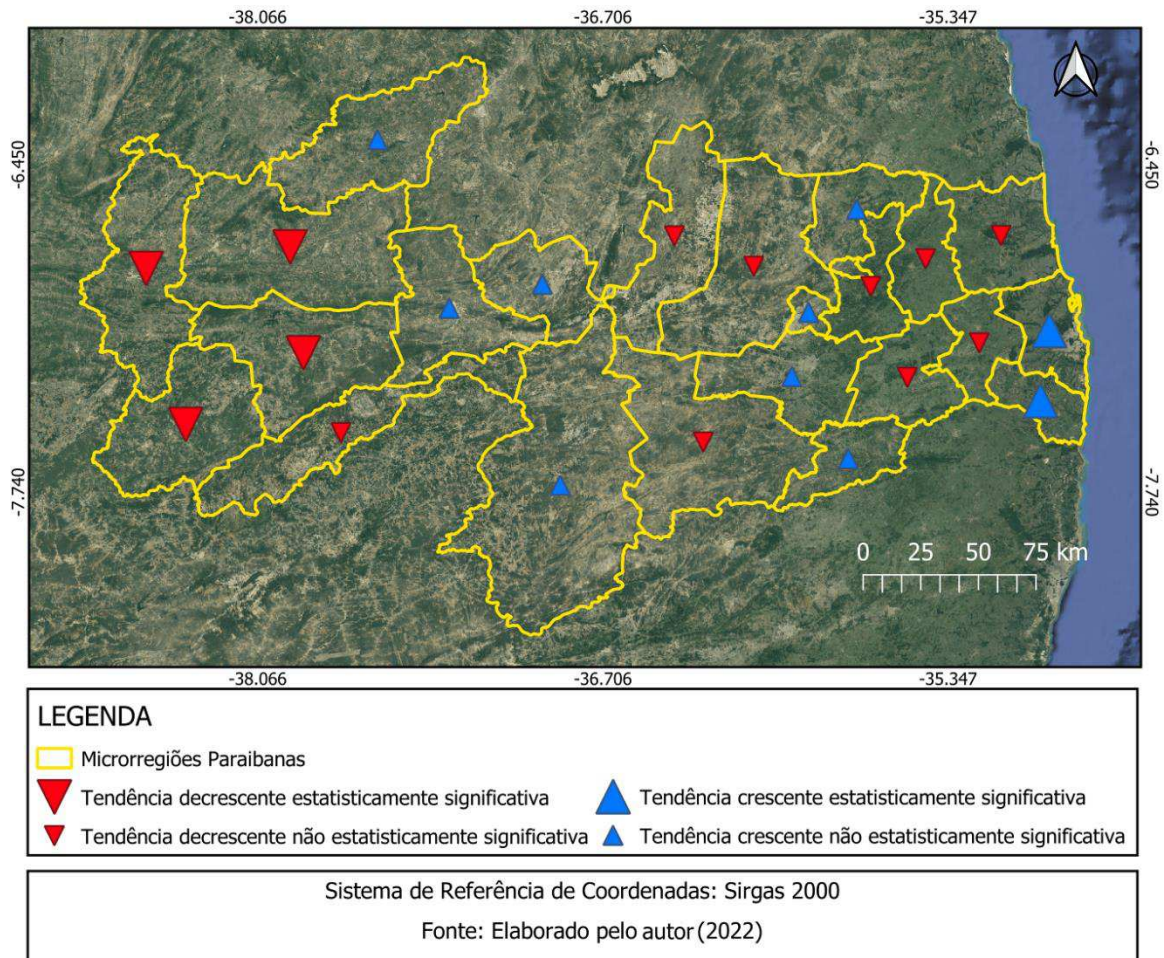 -38.066 -36.706 -35.347
-6.450 -6.450
-7.740 -7.740
0 25 50 75 km
-38.066 -36.706 -35.347
LEGENDA
Microrregiões Paraibanas
Tendência decrescente estatisticamente significativa
Tendência crescente estatisticamente significativa
Tendência decrescente não estatisticamente significativa
Tendência crescente não estatisticamente significativa
Sistema de Referência de Coordenadas: Sirgas 2000
Fonte: Elaborado pelo autor (2022)